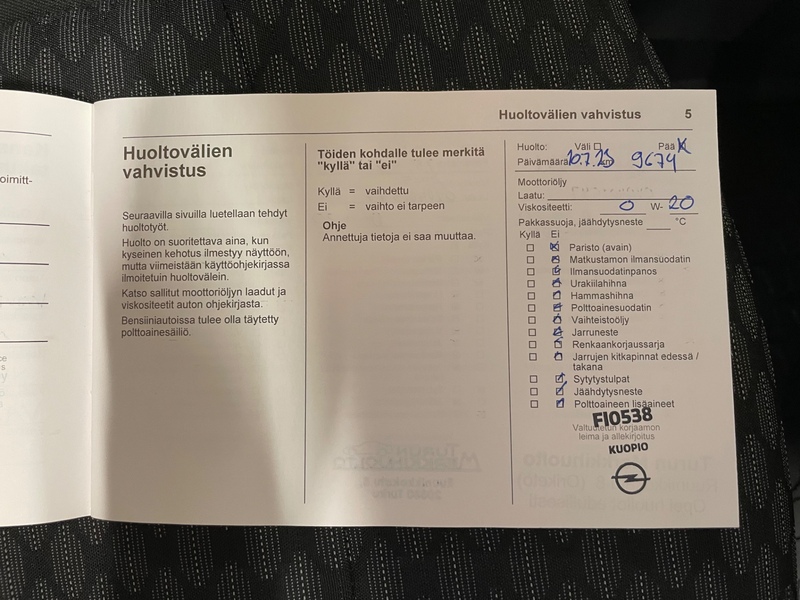 oimitt-
Huoltovälien vahvistus 5
Huoltovälien
vahvistus
Seuraavilla sivuilla luetellaan tehdyt
huoltotyöt.
Huolto on suoritettava aina, kun
kyseinen kehotus ilmestyy näyttöön,
mutta viimeistään käyttöohjekirjassa
ilmoitetuin huoltovälein.
Katso sallitut moottoriöljyn laadut ja
viskositeetit auton ohjekirjasta.
Bensiiniautoissa tulee olla täytetty
polttoainesäiliö.
Töiden kohdalle tulee merkitä
"kyllä" tai "ei"
Kyllä = vaihdettu
Ei = vaihto ei tarpeen
Ohje
Annettuja tietoja ei saa muuttaa.
Huolto: Väli Pää
Päivämäärä 10.7.23 km 9674
Moottoriöljy
Laatu:
Viskositeetti: 0 W- 20
Pakkassuoja, jäähdytysneste °C
Kyllä Ei
Paristo (avain)
Matkustamon ilmansuodatin
Ilmansuodatinpanos
Urakiilahihna
Hammashihna
Polttoainesuodatin
Vaihteistoöljy
Jarruneste
Renkaankorjaussarja
Jarrujen kitkapinnat edessä /
takana
Sytytystulpat
Jäähdytysneste
Polttoaineen lisäaineet
FI0538
Valtuutetun korjaamon
leima ja allekirjoitus
KUOPIO